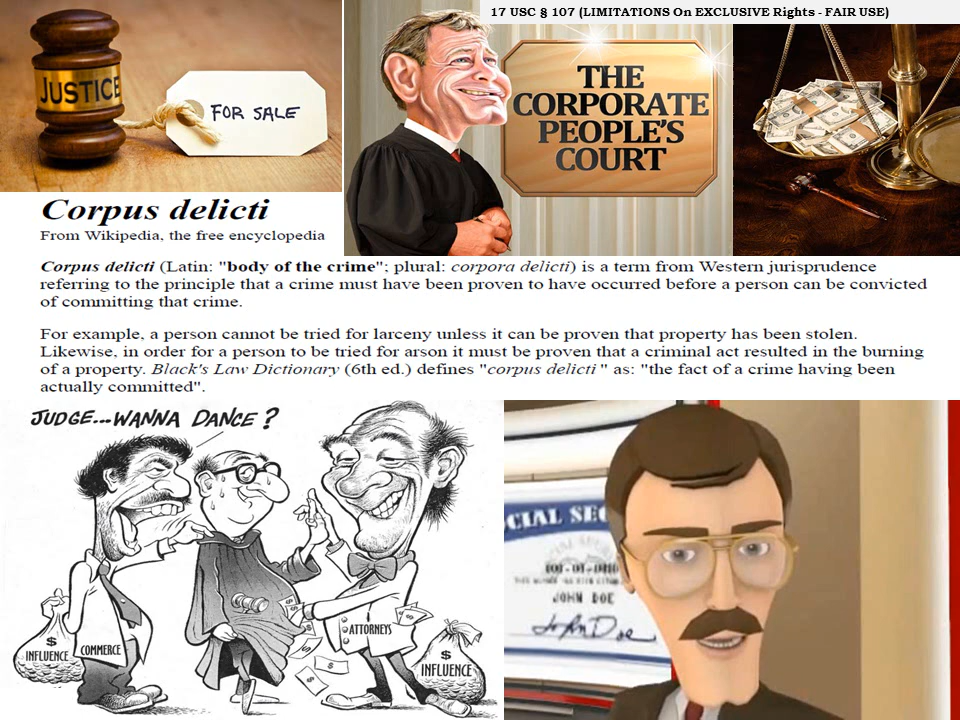 17 USC § 107 (LIMITATIONS On EXCLUSIVE Rights - FAIR USE)
JUSTICE
FOR SALE
THE
CORPORATE
PEOPLE'S
COURT
Corpus delicti
From Wikipedia, the free encyclopedia
Corpus delicti (Latin: "body of the crime"; plural: corpora delicti) is a term from Western jurisprudence
referring to the principle that a crime must have been proven to have occurred before a person can be convicted
of committing that crime.
For example, a person cannot be tried for larceny unless it can be proven that property has been stolen.
Likewise, in order for a person to be tried for arson it must be proven that a criminal act resulted in the burning
of a property. Black's Law Dictionary (6th ed.) defines "corpus delicti " as: "the fact of a crime having been
actually committed".
JUDGE...WANNA DANCE?
$
INFLUENCE
COMMERCE
ATTORNEYS
$
INFLUENCE
CIAL SEC
JOHN DOE
John Doe